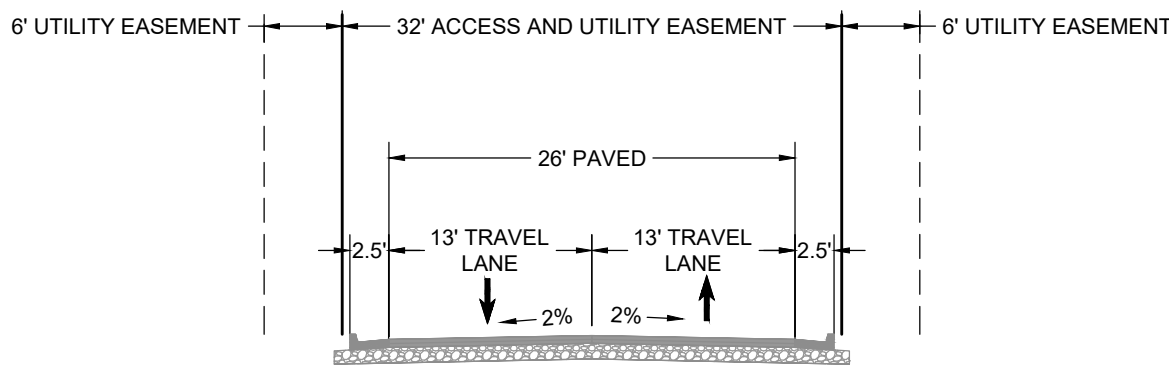 6' UTILITY EASEMENT
32' ACCESS AND UTILITY EASEMENT
6' UTILITY EASEMENT
26' PAVED
2.5'
13' TRAVEL
LANE
13' TRAVEL
LANE
2.5'
2%
2%